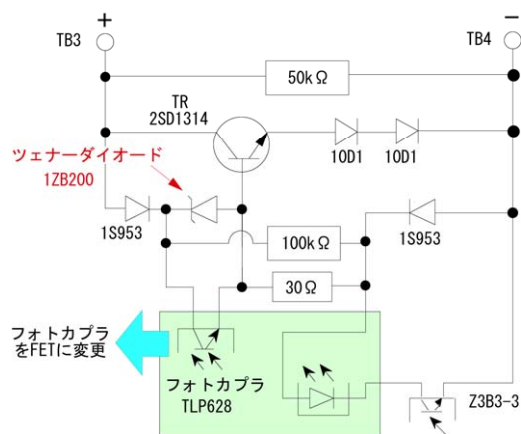 +
TB3
−
TB4
50kΩ
TR
2SD1314
ツェナーダイオード
1ZB200
10D1
10D1
1S953
100kΩ
1S953
30Ω
フォトカプラ
をFETに変更
フォトカプラ
TLP628
Z3B3-3